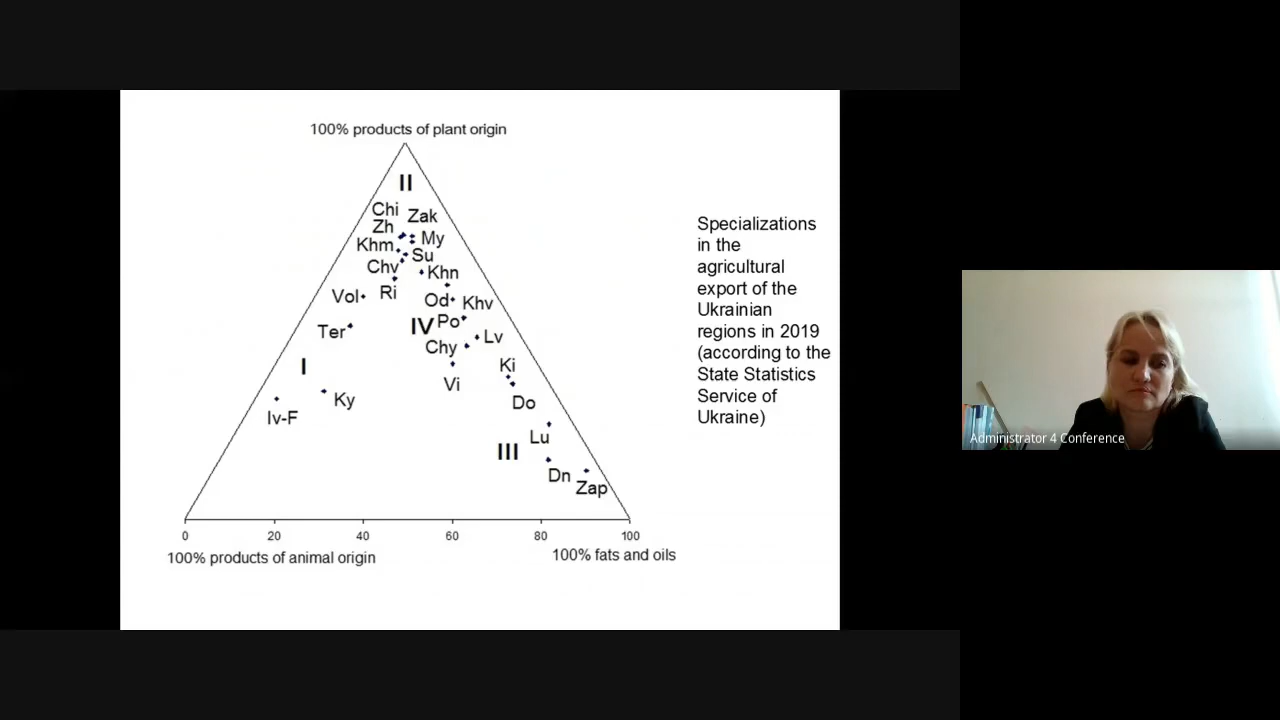 100% products of plant origin
II
Chi
Zak
Zh
My
Khm
Su
Chv
Khn
Vol
Ri
Od
Khv
Ter
IV
Po
Lv
Chy
I
Ki
Vi
Ky
Do
Iv-F
Lu
III
Dn
Zap
0 20 40 60 80 100
100% products of animal origin
100% fats and oils
Specializations
in the
agricultural
export of the
Ukrainian
regions in 2019
(according to the
State Statistics
Service of
Ukraine)
Administrator 4 Conference